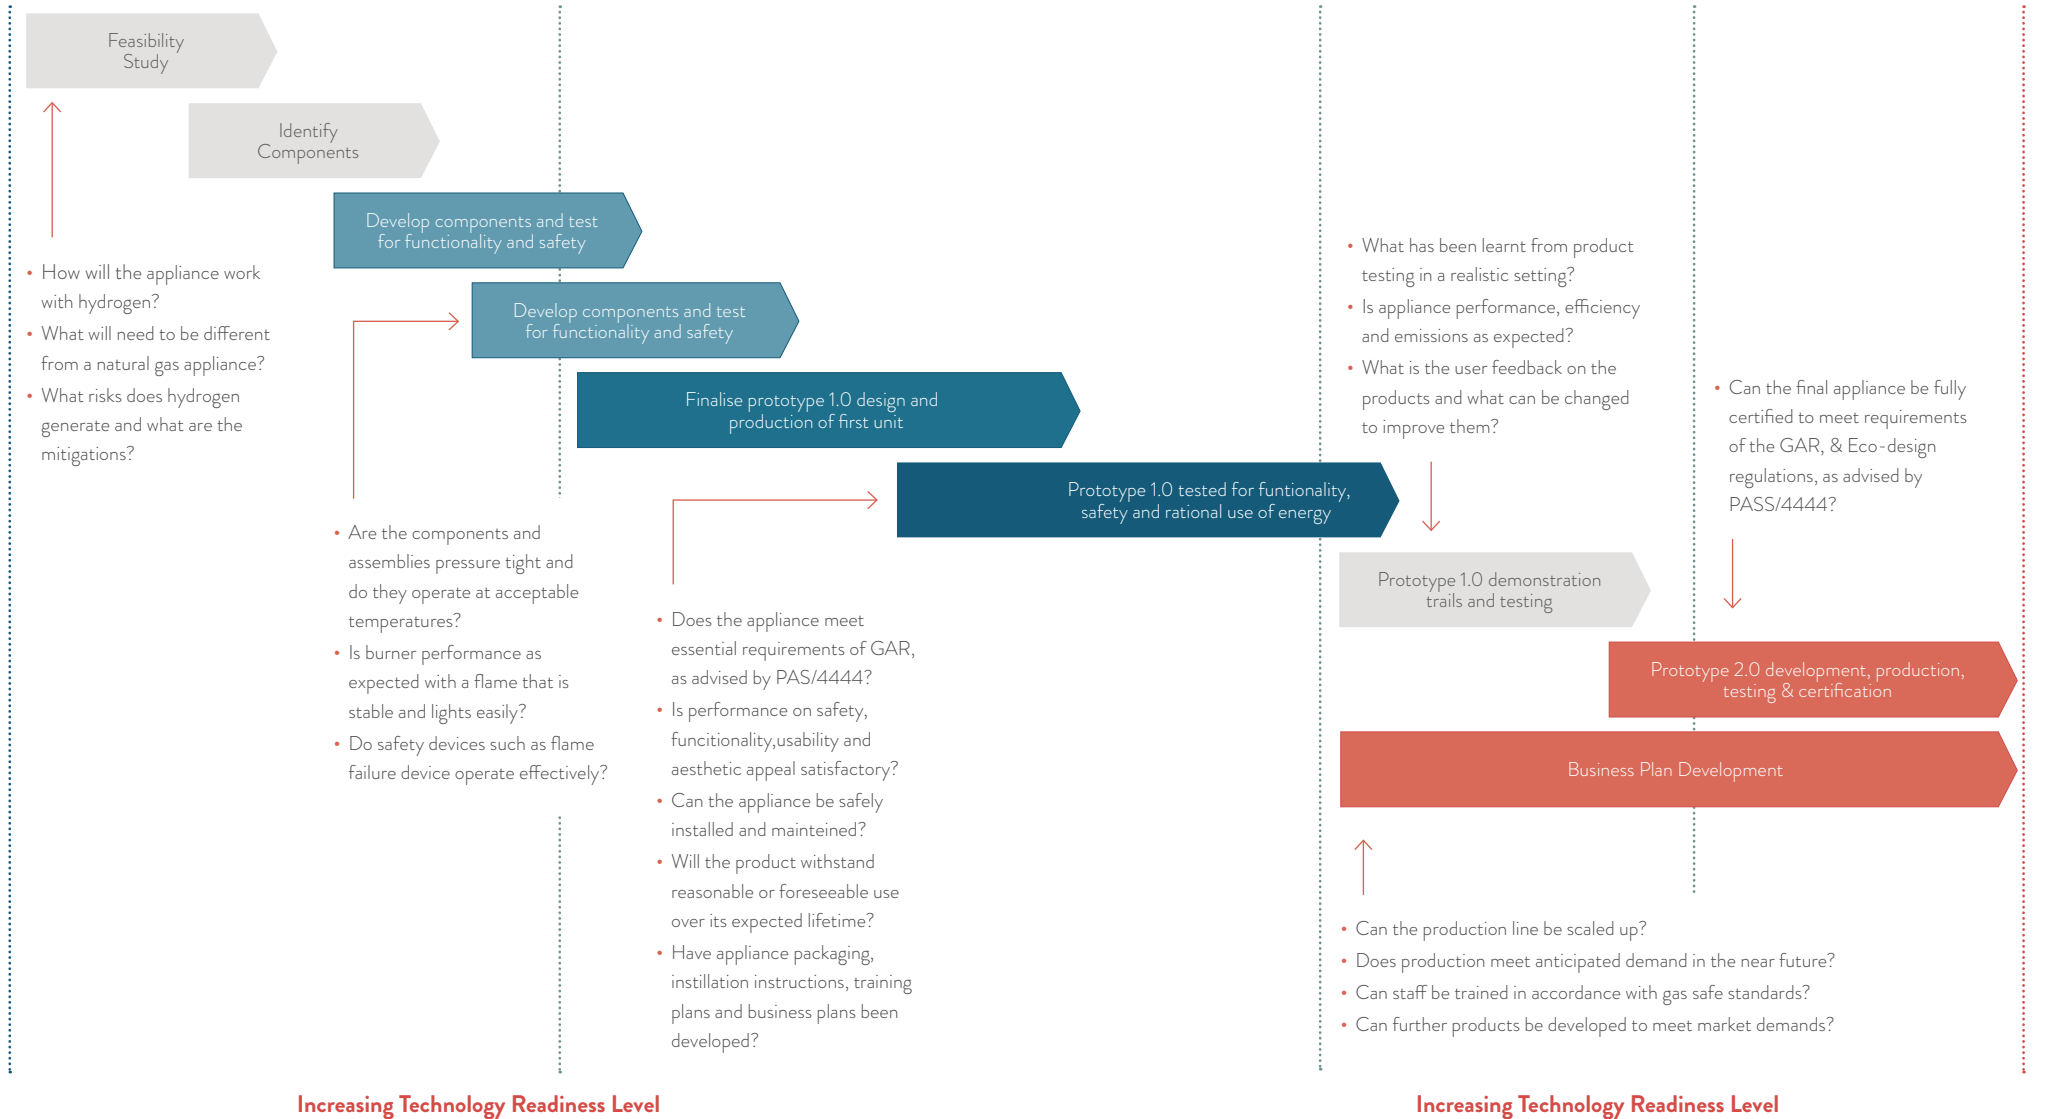 Feasibility
Study
Identify
Components
Develop components and test
for functionality and safety
Develop components and test
for functionality and safety
Finalise prototype 1.0 design and
production of first unit
Prototype 1.0 tested for funtionality,
safety and rational use of energy
Prototype 1.0 demonstration
trails and testing
Prototype 2.0 development, production,
testing & certification
Business Plan Development
• How will the appliance work
with hydrogen?
• What will need to be different
from a natural gas appliance?
• What risks does hydrogen
generate and what are the
mitigations?
• Are the components and
assemblies pressure tight and
do they operate at acceptable
temperatures?
• Is burner performance as
expected with a flame that is
stable and lights easily?
• Do safety devices such as flame
failure device operate effectively?
• Does the appliance meet
essential requirements of GAR,
as advised by PAS/4444?
• Is performance on safety,
funcitionality,usability and
aesthetic appeal satisfactory?
• Can the appliance be safely
installed and mainteined?
• Will the product withstand
reasonable or foreseeable use
over its expected lifetime?
• Have appliance packaging,
instillation instructions, training
plans and business plans been
developed?
• What has been learnt from product
testing in a realistic setting?
• Is appliance performance, efficiency
and emissions as expected?
• What is the user feedback on the
products and what can be changed
to improve them?
• Can the final appliance be fully
certified to meet requirements
of the GAR, & Eco-design
regulations, as advised by
PASS/4444?
• Can the production line be scaled up?
• Does production meet anticipated demand in the near future?
• Can staff be trained in accordance with gas safe standards?
• Can further products be developed to meet market demands?
Increasing Technology Readiness Level
Increasing Technology Readiness Level